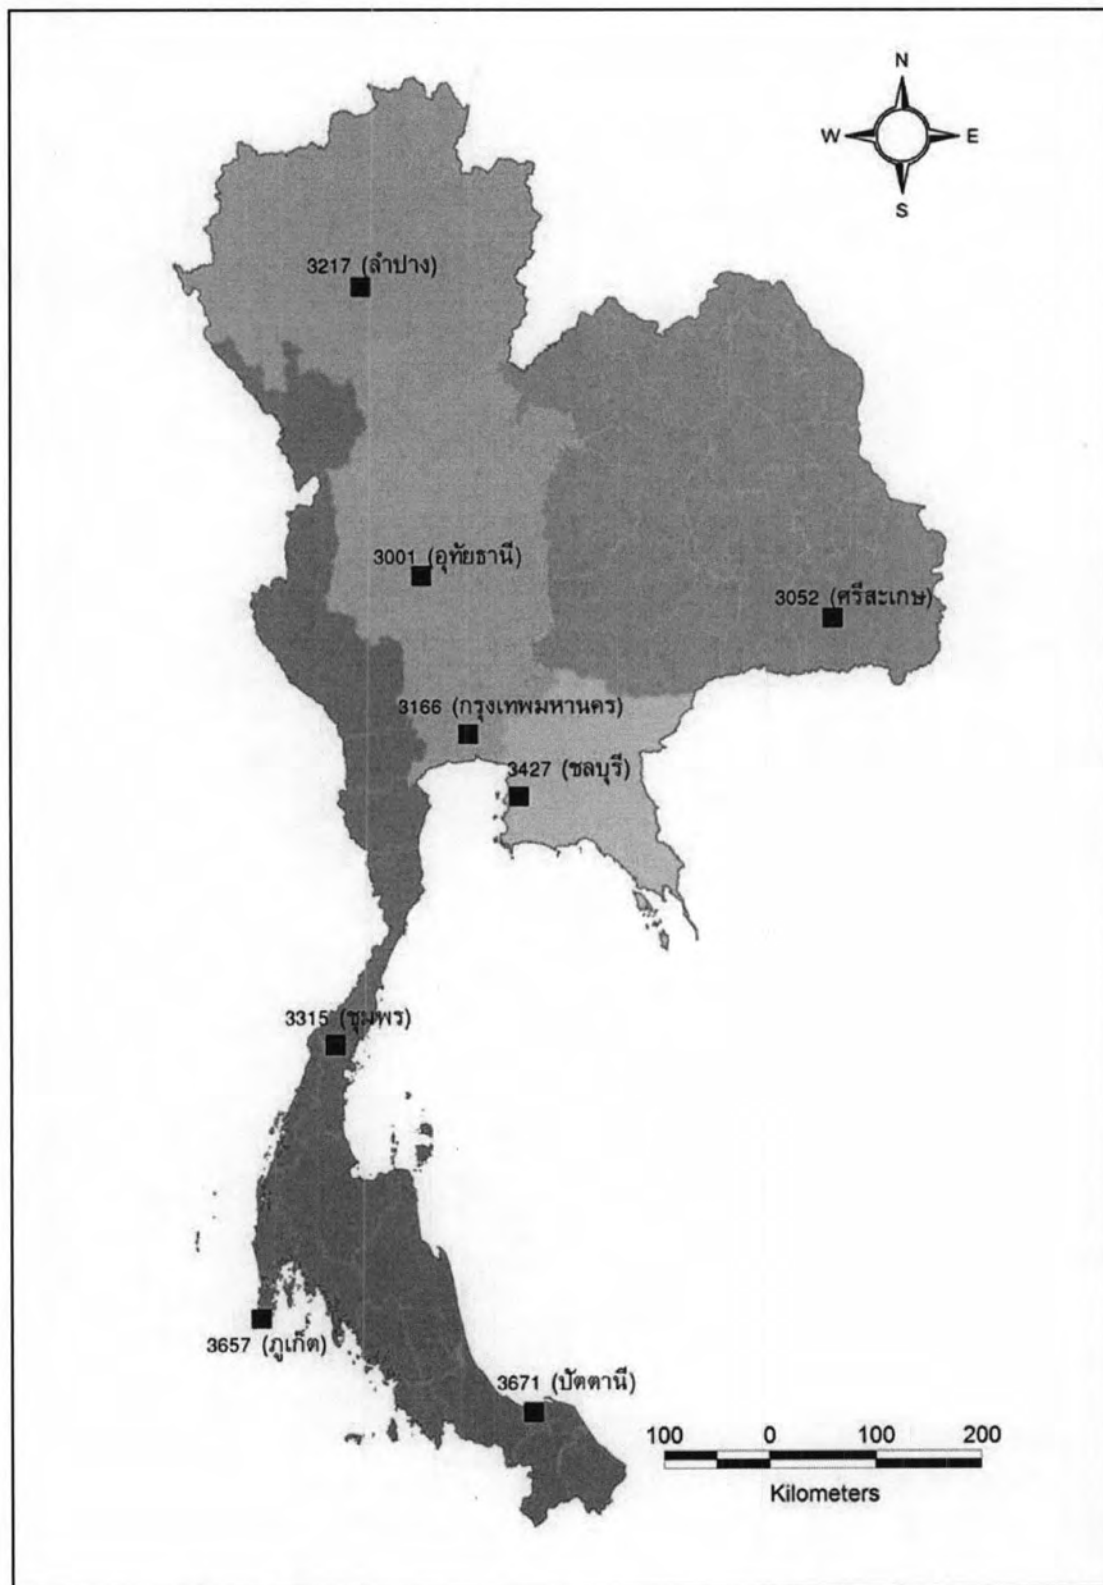 N
W E
S
3217 (ลำปาง)
3001 (อุทัยธานี)
3052 (ศรีสะเกษ)
3166 (กรุงเทพมหานคร)
3427 (ชลบุรี)
3315 (ชุมพร)
3657 (ภูเก็ต)
3671 (ปัตตานี)
100 0 100 200
Kilometers